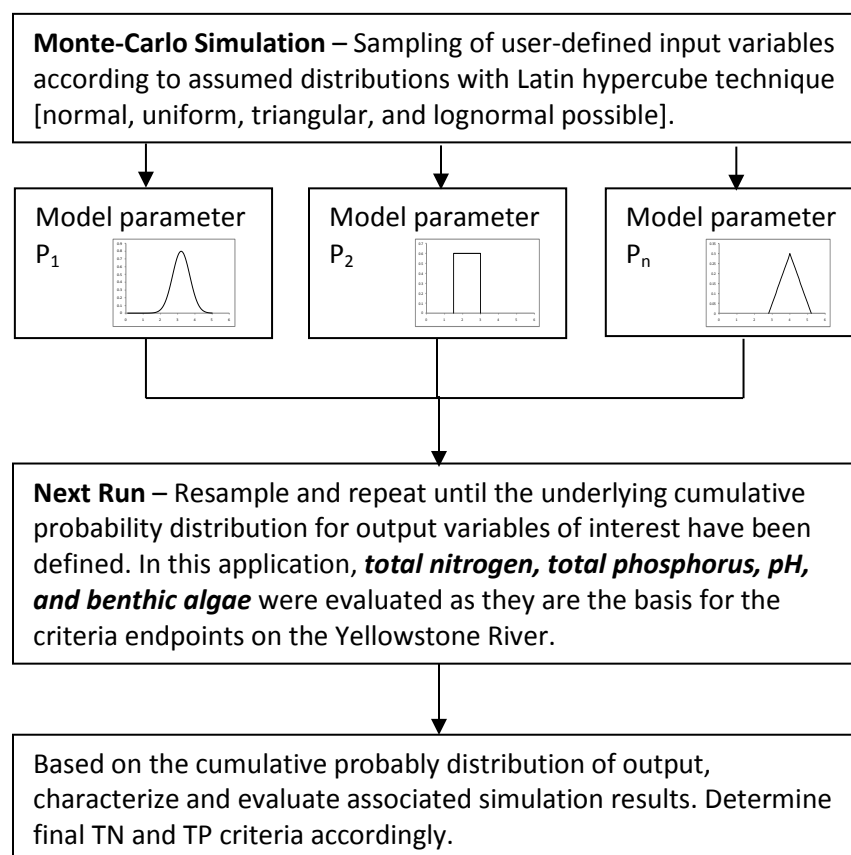 Monte-Carlo Simulation – Sampling of user-defined input variables
according to assumed distributions with Latin hypercube technique
[normal, uniform, triangular, and lognormal possible].
Model parameter
P1
Model parameter
P2
Model parameter
Pn
Next Run – Resample and repeat until the underlying cumulative
probability distribution for output variables of interest have been
defined. In this application, total nitrogen, total phosphorus, pH,
and benthic algae were evaluated as they are the basis for the
criteria endpoints on the Yellowstone River.
Based on the cumulative probably distribution of output,
characterize and evaluate associated simulation results. Determine
final TN and TP criteria accordingly.